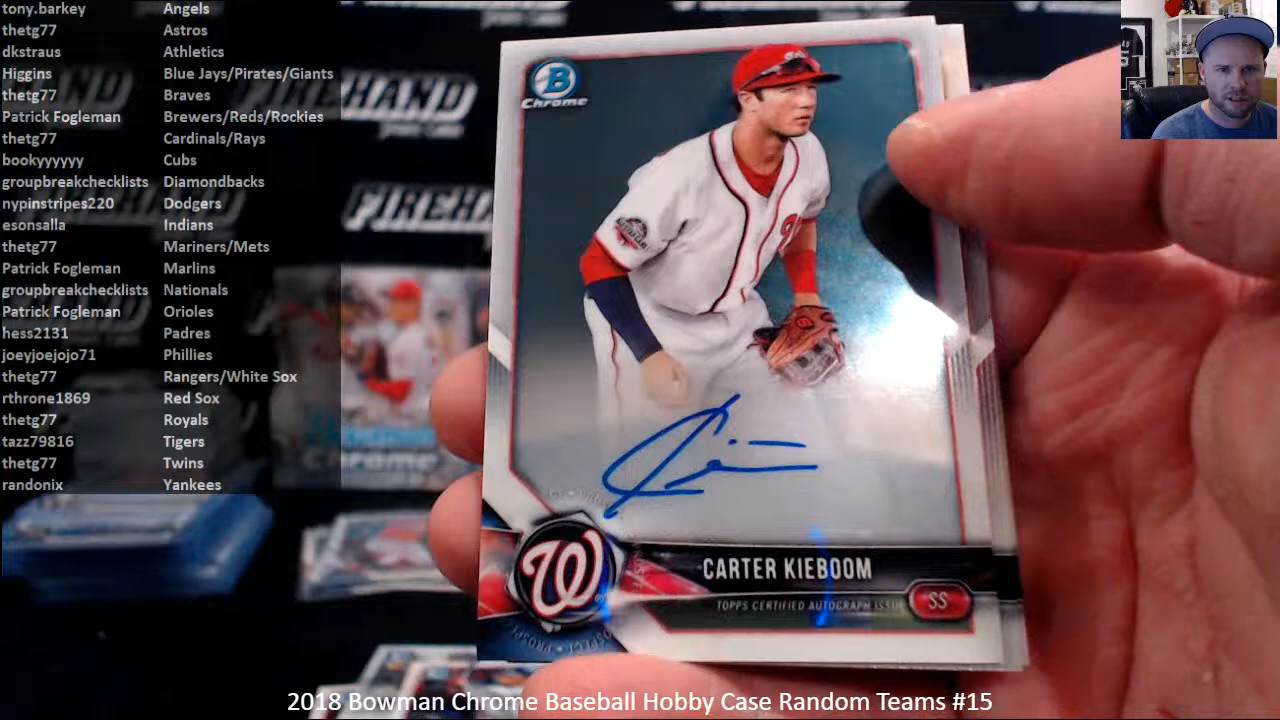 tony.barkey Angels
thetg77 Astros
dkstraus Athletics
Higgins Blue Jays/Pirates/Giants
thetg77 Braves
Patrick Fogleman Brewers/Reds/Rockies
thetg77 Cardinals/Rays
bookyyyyyy Cubs
groupbreakchecklists Diamondbacks
nypinstripes220 Dodgers
esonsalla Indians
thetg77 Mariners/Mets
Patrick Fogleman Marlins
groupbreakchecklists Nationals
Patrick Fogleman Orioles
hess2131 Padres
joeyjoejojo71 Phillies
thetg77 Rangers/White Sox
rthrone1869 Red Sox
thetg77 Royals
tazz79816 Tigers
thetg77 Twins
randonix Yankees
B
Chrome
W
CARTER KIEBOOM
TOPPS CERTIFIED AUTOGRAPH ISSUE
SS
2018 Bowman Chrome Baseball Hobby Case Random Teams #15